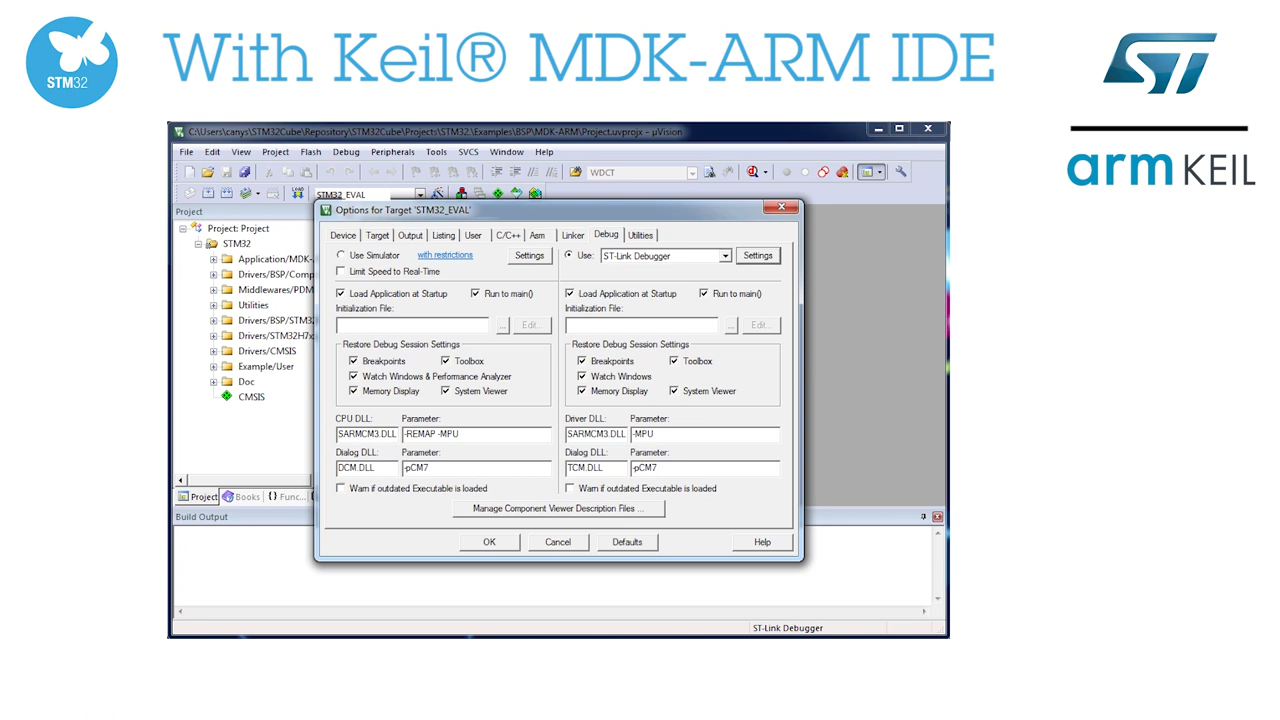 STM32
With Keil® MDK-ARM IDE
ST
arm KEIL
C:\Users\canys\STM32Cube\Repository\STM32Cube\Projects\STM32.\Examples\BSP\MDK-ARM\Project.uvprojx - µVision
File Edit View Project Flash Debug Peripherals Tools SVCS Window Help
WDCT
LOAD STM32_EVAL
Project
Project: Project
STM32
Application/MDK-
Drivers/BSP/Comp
Middlewares/PDM
Utilities
Drivers/BSP/STM32
Drivers/STM32H7x
Drivers/CMSIS
Example/User
Doc
CMSIS
Project Books {} Func...
Options for Target 'STM32_EVAL'
Device Target Output Listing User C/C++ Asm Linker Debug Utilities
Use Simulator with restrictions Settings
Limit Speed to Real-Time
Load Application at Startup Run to main()
Initialization File:
... Edit...
Restore Debug Session Settings
Breakpoints Toolbox
Watch Windows & Performance Analyzer
Memory Display System Viewer
CPU DLL: Parameter:
SARMCM3.DLL -REMAP -MPU
Dialog DLL: Parameter:
DCM.DLL -pCM7
Warn if outdated Executable is loaded
Use: ST-Link Debugger Settings
Load Application at Startup Run to main()
Initialization File:
... Edit...
Restore Debug Session Settings
Breakpoints Toolbox
Watch Windows
Memory Display System Viewer
Driver DLL: Parameter:
SARMCM3.DLL -MPU
Dialog DLL: Parameter:
TCM.DLL -pCM7
Warn if outdated Executable is loaded
Manage Component Viewer Description Files ...
OK Cancel Defaults Help
Build Output
ST-Link Debugger